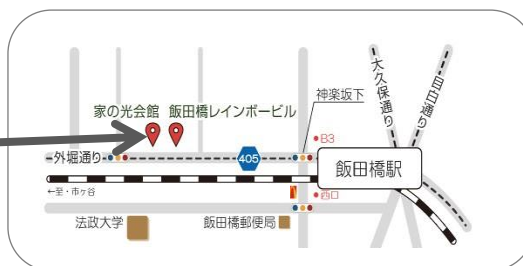 大久保通り
目白通り
神楽坂下
家の光会館
飯田橋レインボービル
B3
外堀通り
405
飯田橋駅
←至・市ヶ谷
西口
法政大学
飯田橋郵便局